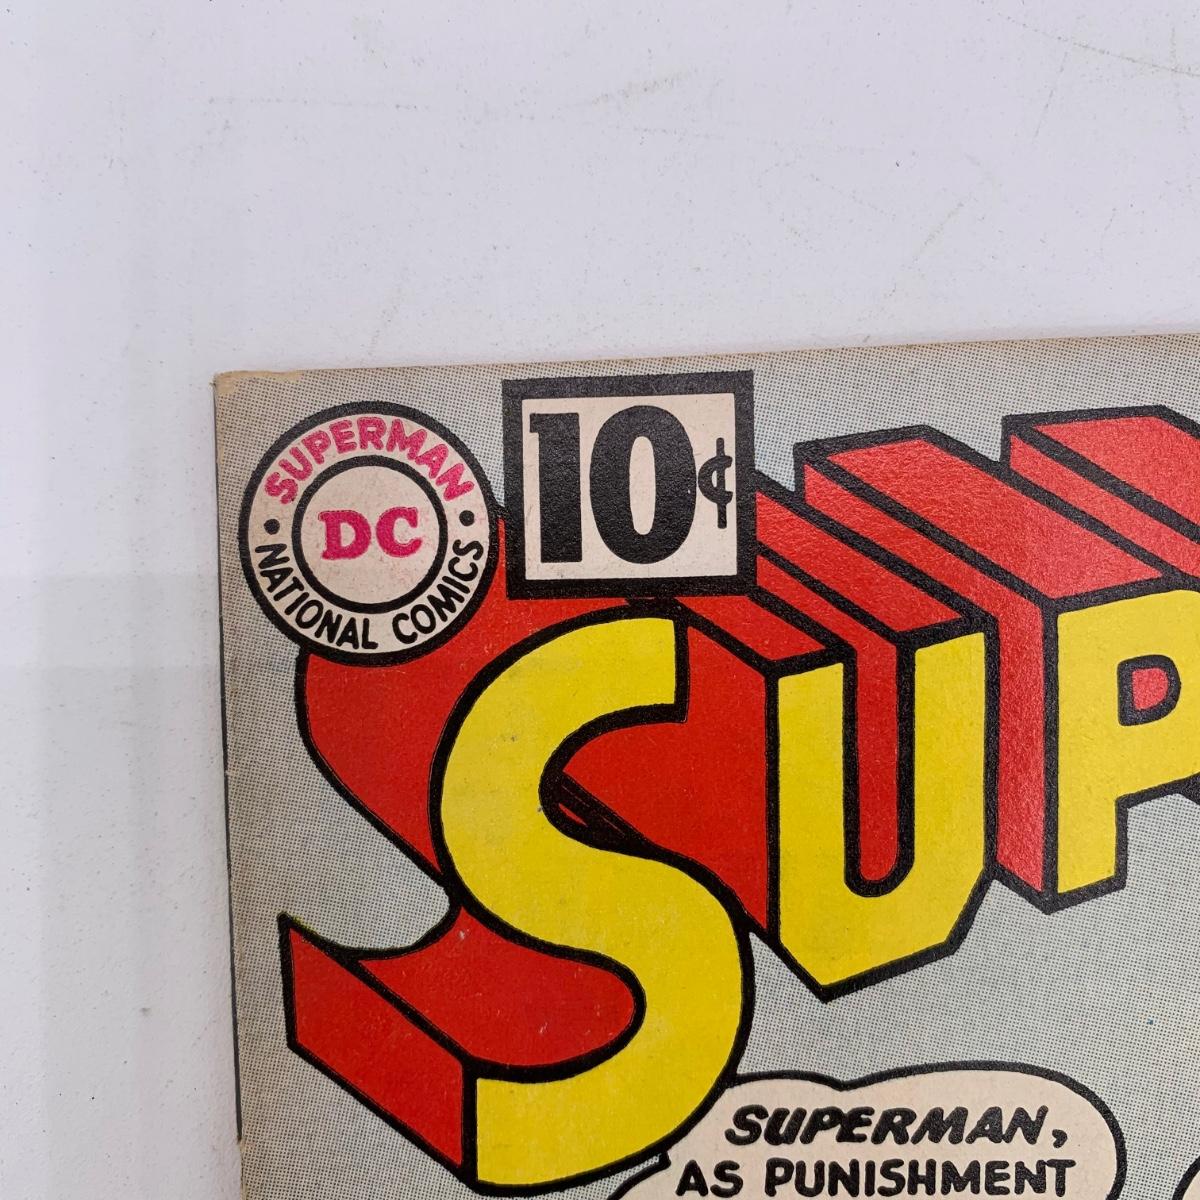 SUPERMAN
DC
NATIONAL COMICS
10¢
SUP
SUPERMAN,
AS PUNISHMENT